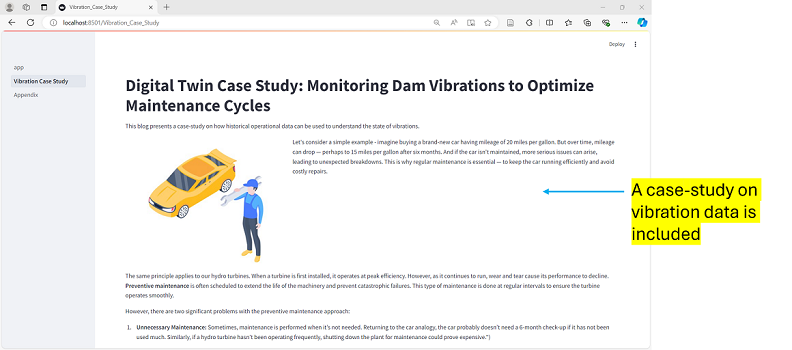 Vibration_Case_Study
localhost:8501/Vibration_Case_Study
Deploy
app
Vibration Case Study
Appendix
Digital Twin Case Study: Monitoring Dam Vibrations to Optimize
Maintenance Cycles
This blog presents a case-study on how historical operational data can be used to understand the state of vibrations.
Let's consider a simple example - imagine buying a brand-new car having mileage of 20 miles per gallon. But over time, mileage
can drop — perhaps to 15 miles per gallon after six months. And if the car isn't maintained, more serious issues can arise,
leading to unexpected breakdowns. This is why regular maintenance is essential — to keep the car running efficiently and avoid
costly repairs.
A case-study on
vibration data is
included
The same principle applies to our hydro turbines. When a turbine is first installed, it operates at peak efficiency. However, as it continues to run, wear and tear cause its performance to decline.
Preventive maintenance is often scheduled to extend the life of the machinery and prevent catastrophic failures. This type of maintenance is done at regular intervals to ensure the turbine
operates smoothly.
However, there are two significant problems with the preventive maintenance approach:
1. Unnecessary Maintenance: Sometimes, maintenance is performed when it's not needed. Returning to the car analogy, the car probably doesn't need a 6-month check-up if it has not been
used much. Similarly, if a hydro turbine hasn't been operating frequently, shutting down the plant for maintenance could prove expensive.")